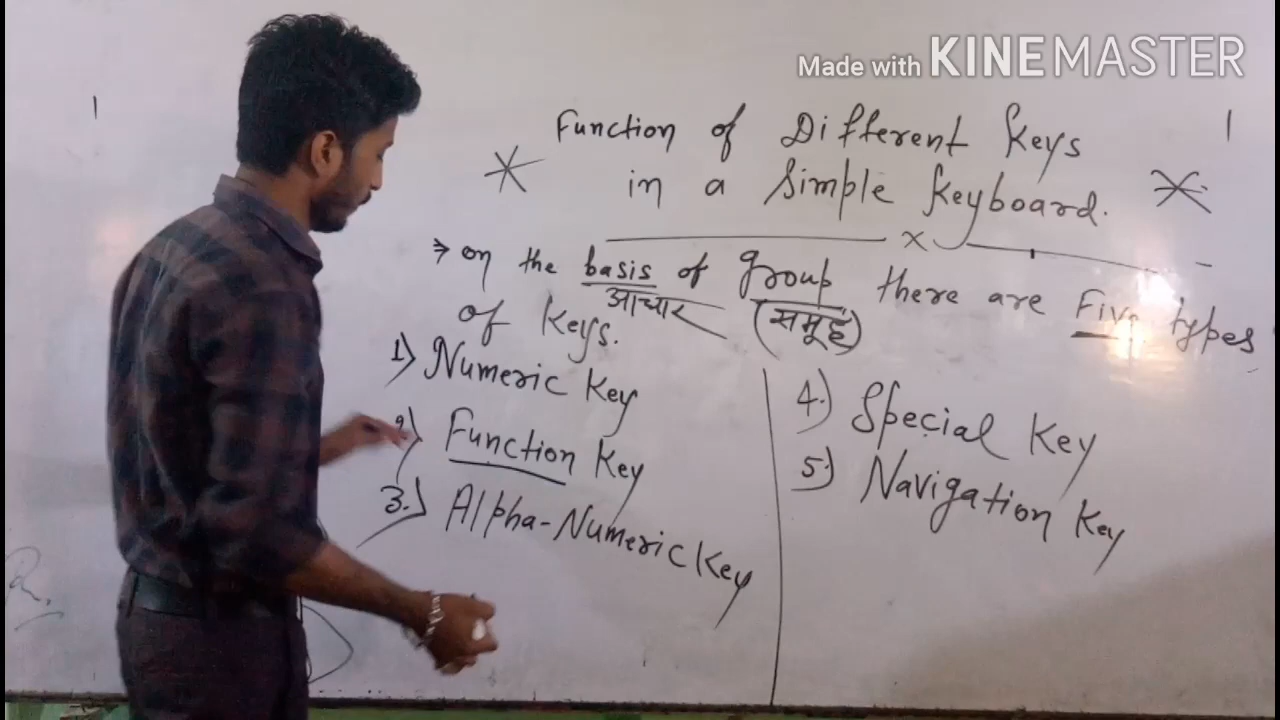 Made with KINEMASTER
Function of Different Keys
in a Simple Keyboard.
⇒ on the basis of group there are Five types
आधार (समूह)
of Keys.
1) Numeric Key
2) Function Key
3.) Alpha-Numeric Key
4.) Special Key
5.) Navigation Key